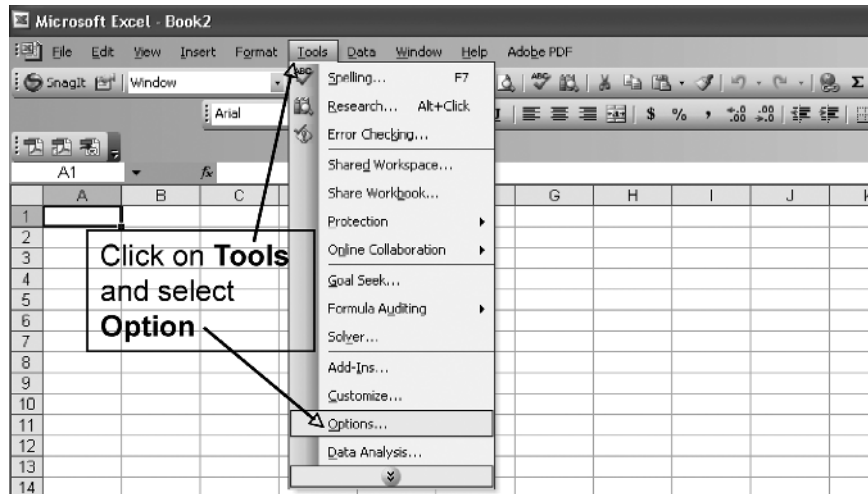 Microsoft Excel - Book2
File Edit View Insert Format Tools Data Window Help Adobe PDF
SnagIt Window
Arial
$ % , .00
A1 fx
A B C G H I J
1
2
3
4
5
6
7
8
9
10
11
12
13
14
Spelling... F7
Research... Alt+Click
Error Checking...
Shared Workspace...
Share Workbook...
Protection
Online Collaboration
Goal Seek...
Formula Auditing
Solver...
Add-Ins...
Customize...
Options...
Data Analysis...
Click on Tools
and select
Option